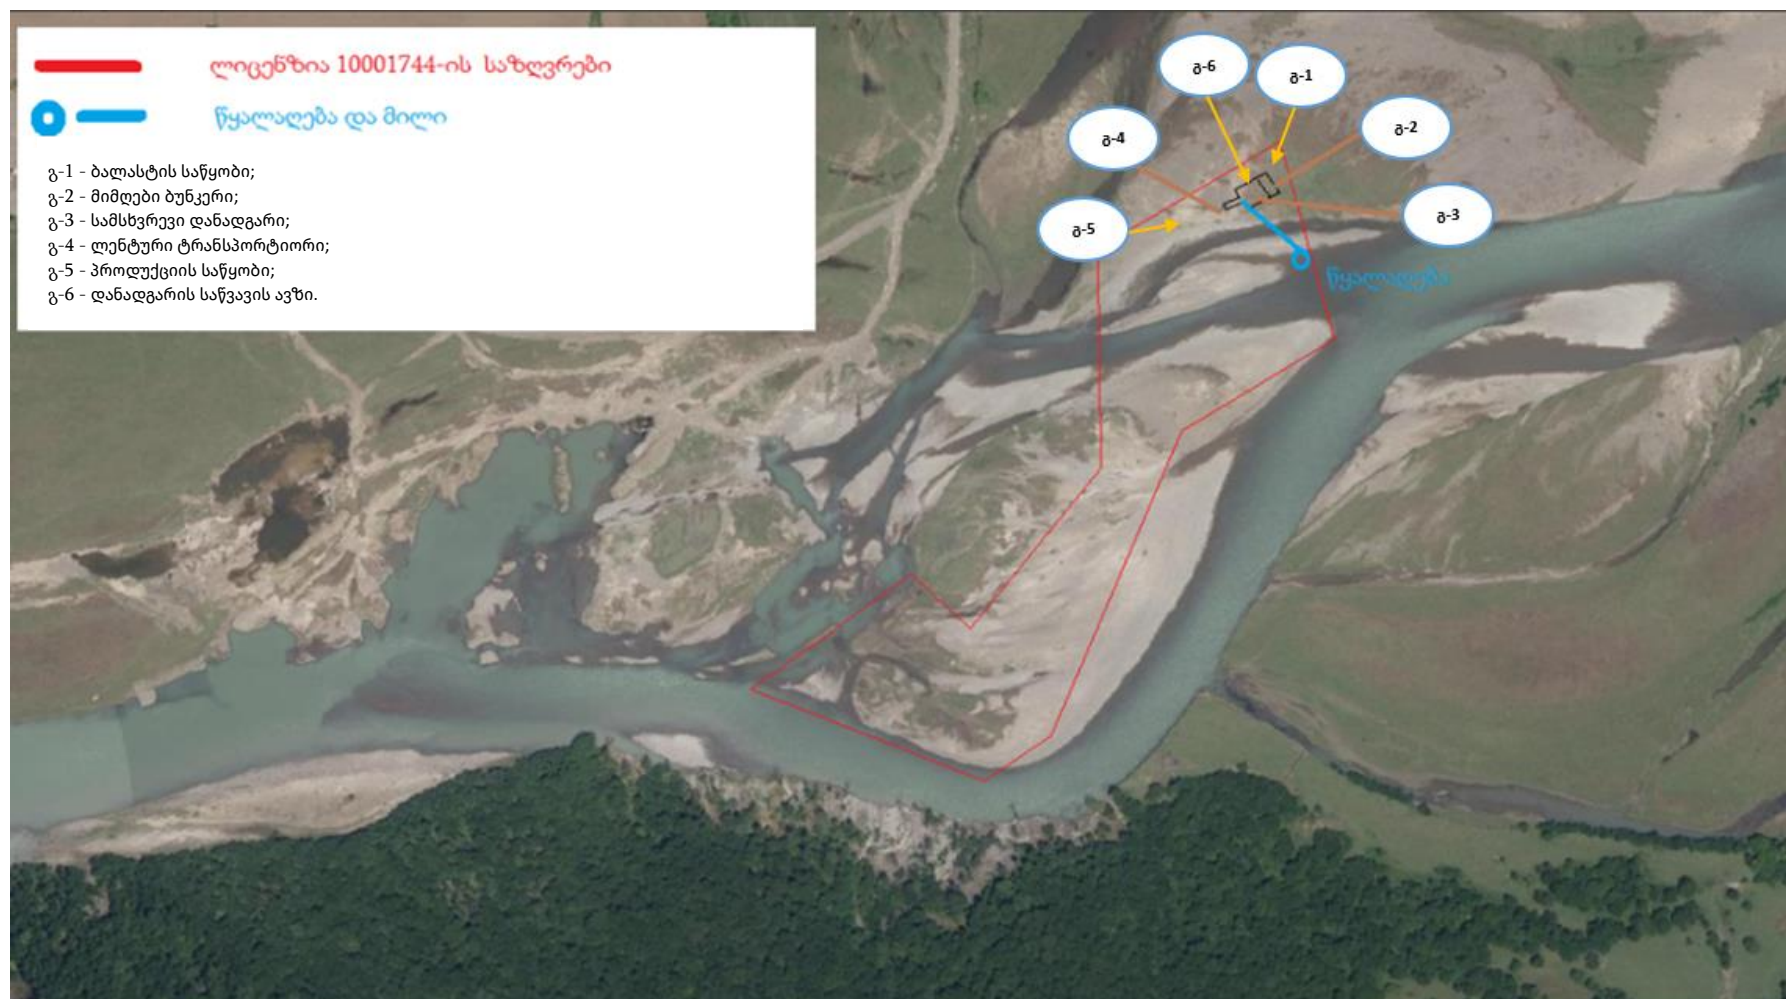 ლიცენზია 10001744-ის საზღვრები
წყალაღება და მილი
გ-1 - ბალასტის საწყობი;
გ-2 - მიმღები ბუნკერი;
გ-3 - სამსხვრევი დანადგარი;
გ-4 - ლენტური ტრანსპორტიორი;
გ-5 - პროდუქციის საწყობი;
გ-6 - დანადგარის საწვავის ავზი.
გ-6
გ-1
გ-4
გ-2
გ-5
გ-3
წყალაღება